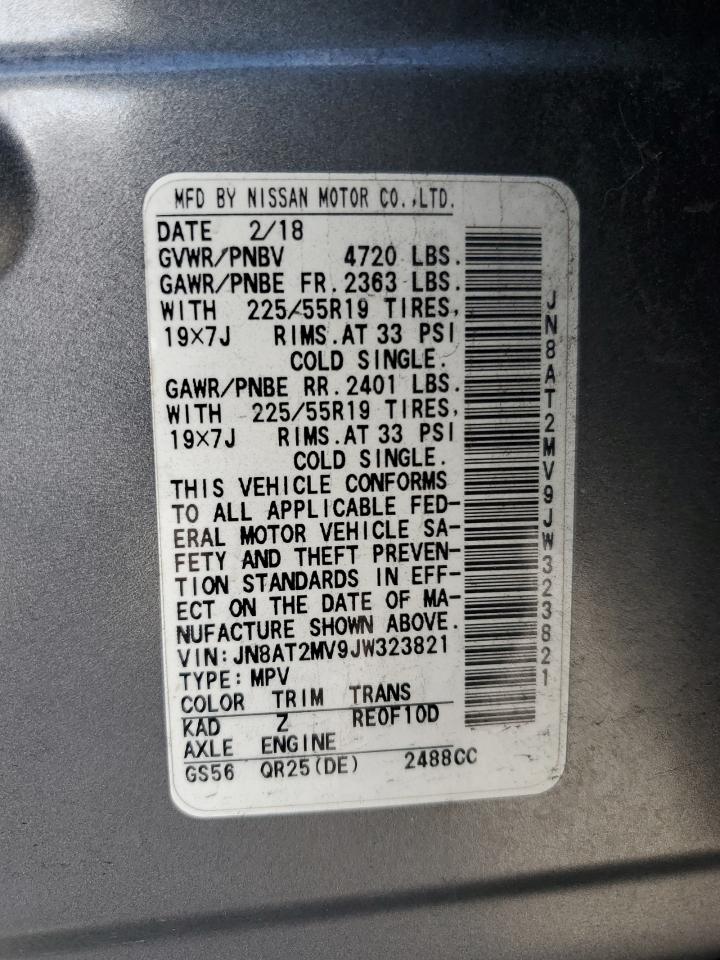 MFD BY NISSAN MOTOR CO.,LTD.
DATE 2/18
GVWR/PNBV 4720 LBS.
GAWR/PNBE FR. 2363 LBS.
WITH 225/55R19 TIRES,
19×7J RIMS. AT 33 PSI
COLD SINGLE.
GAWR/PNBE RR. 2401 LBS.
WITH 225/55R19 TIRES,
19×7J RIMS. AT 33 PSI
COLD SINGLE.
THIS VEHICLE CONFORMS
TO ALL APPLICABLE FED-
ERAL MOTOR VEHICLE SA-
FETY AND THEFT PREVEN-
TION STANDARDS IN EFF-
ECT ON THE DATE OF MA-
NUFACTURE SHOWN ABOVE.
VIN: JN8AT2MV9JW323821
TYPE: MPV
COLOR TRIM TRANS
KAD Z RE0F10D
AXLE ENGINE
GS56 QR25(DE) 2488CC
JN8AT2MV9JW323821